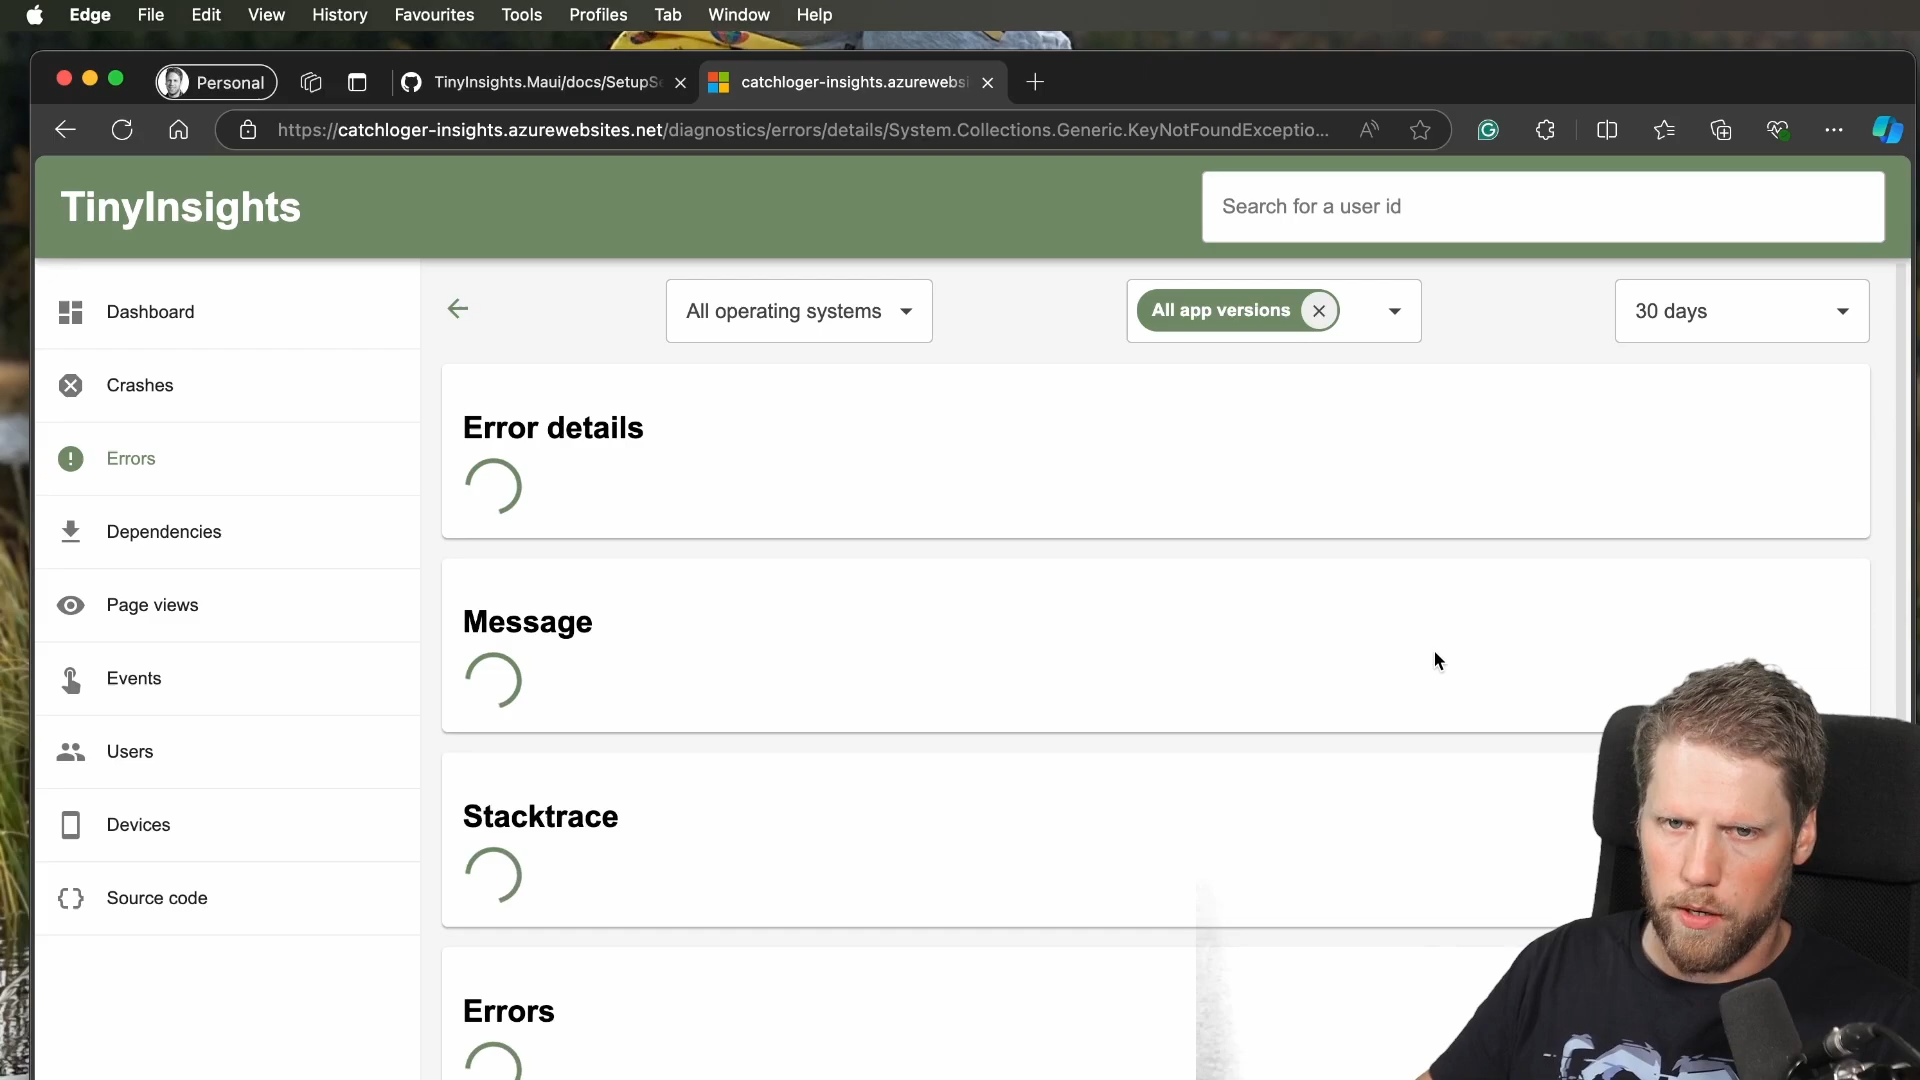 Edge File Edit View History Favourites Tools Profiles Tab Window Help
Personal TinyInsights.Maui/docs/SetupS catchloger-insights.azurewebsi
https://catchloger-insights.azurewebsites.net/diagnostics/errors/details/System.Collections.Generic.KeyNotFoundExceptio...
TinyInsights
Search for a user id
Dashboard
Crashes
Errors
Dependencies
Page views
Events
Users
Devices
Source code
All operating systems
All app versions
30 days
Error details
Message
Stacktrace
Errors